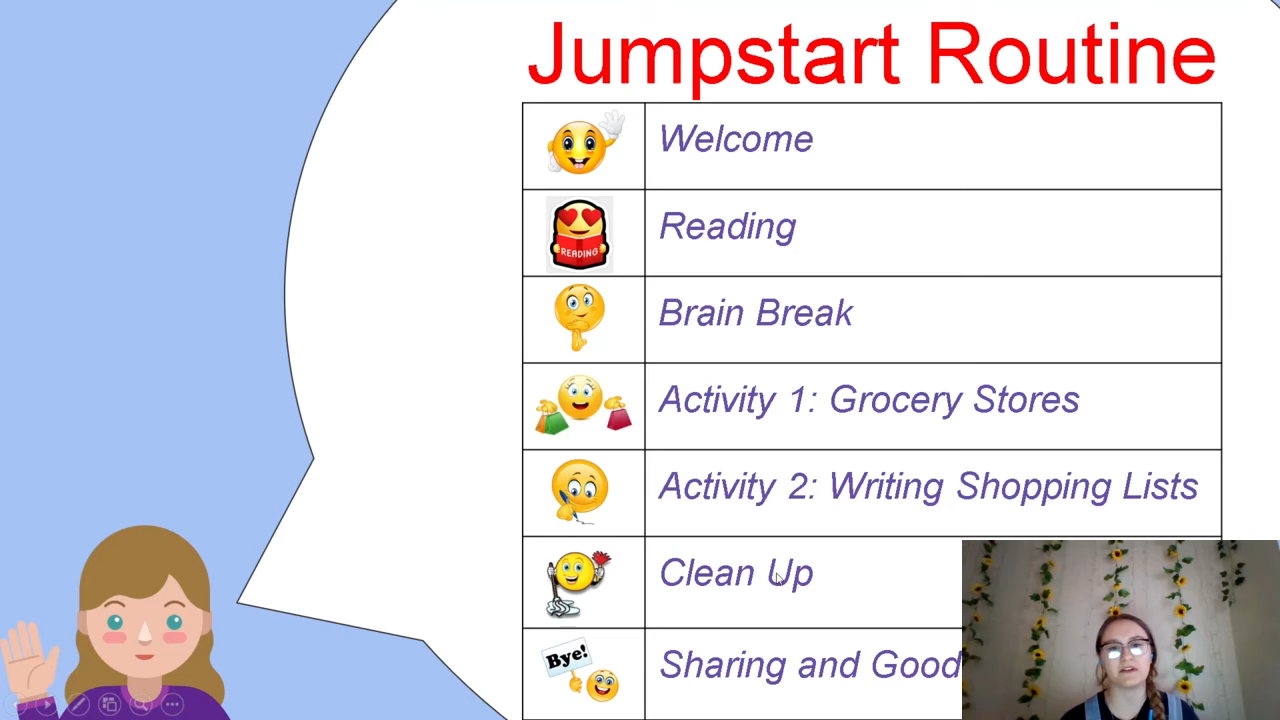 Jumpstart Routine
Welcome
READING
Reading
Brain Break
Activity 1: Grocery Stores
Activity 2: Writing Shopping Lists
Clean Up
Bye!
Sharing and Good